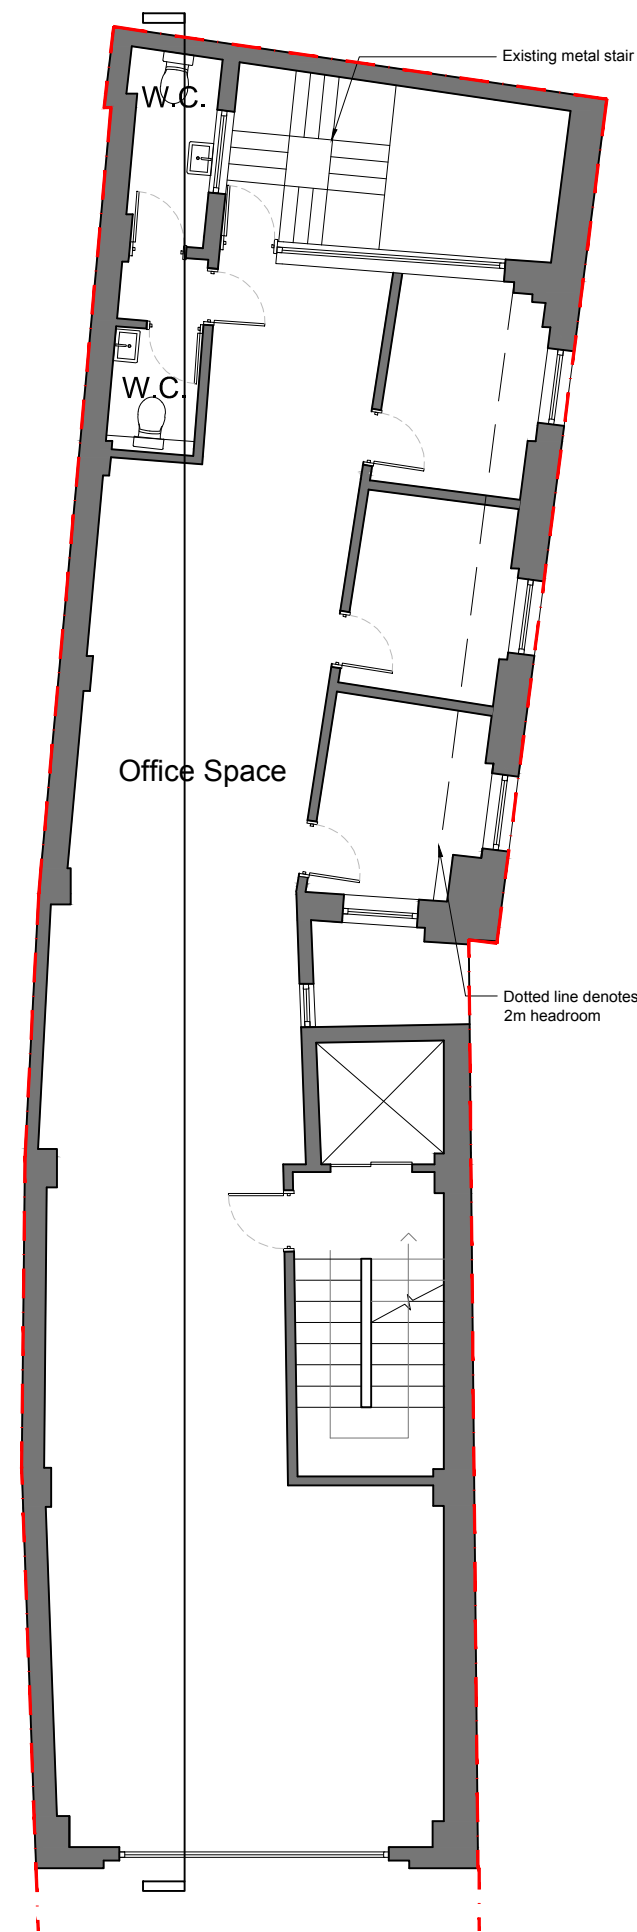 Existing metal stair
W.C.
W.C.
Office Space
Dotted line denotes
2m headroom